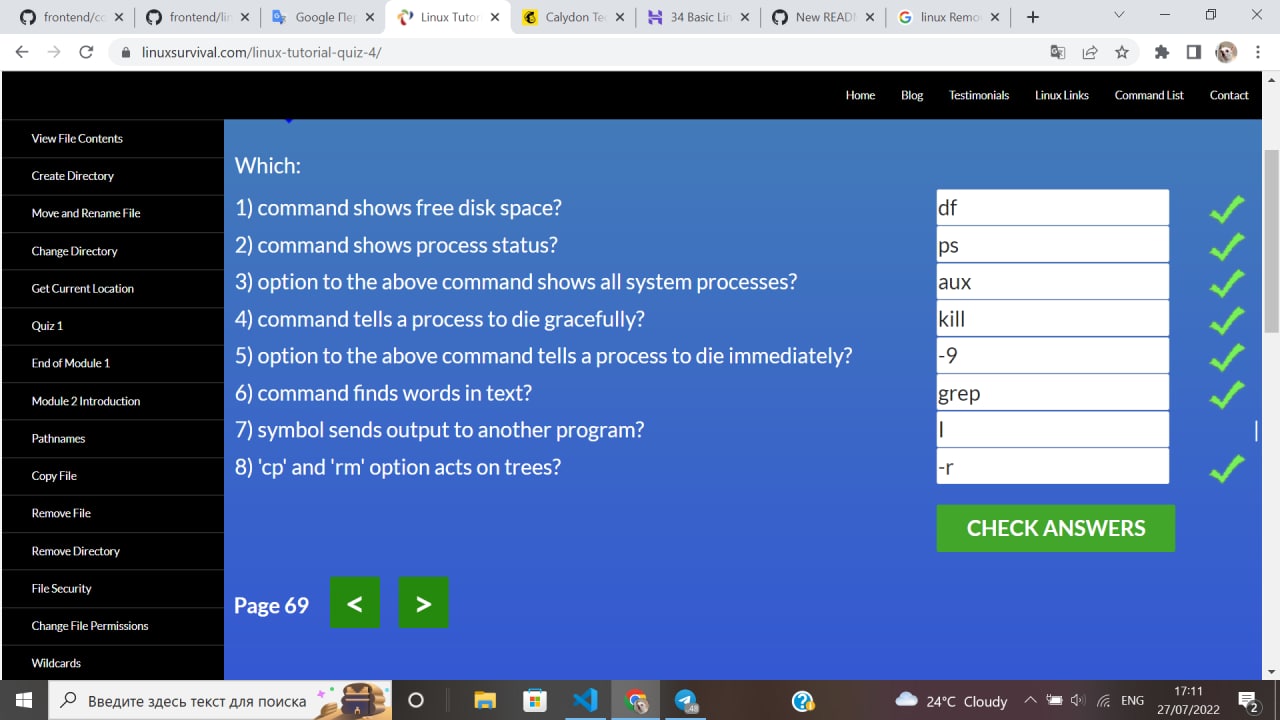 frontend/co
frontend/lin
Google Пер
Linux Tutor
Calydon Tec
34 Basic Lin
New READ
linux Remo
linuxsurvival.com/linux-tutorial-quiz-4/
Home Blog Testimonials Linux Links Command List Contact
View File Contents
Create Directory
Move and Rename File
Change Directory
Get Current Location
Quiz 1
End of Module 1
Module 2 Introduction
Pathnames
Copy File
Remove File
Remove Directory
File Security
Change File Permissions
Wildcards
Which:
1) command shows free disk space? df
2) command shows process status? ps
3) option to the above command shows all system processes? aux
4) command tells a process to die gracefully? kill
5) option to the above command tells a process to die immediately? -9
6) command finds words in text? grep
7) symbol sends output to another program? l |
8) 'cp' and 'rm' option acts on trees? -r
CHECK ANSWERS
Page 69 < >
Введите здесь текст для поиска
48
24°C Cloudy
ENG
17:11
27/07/2022
2